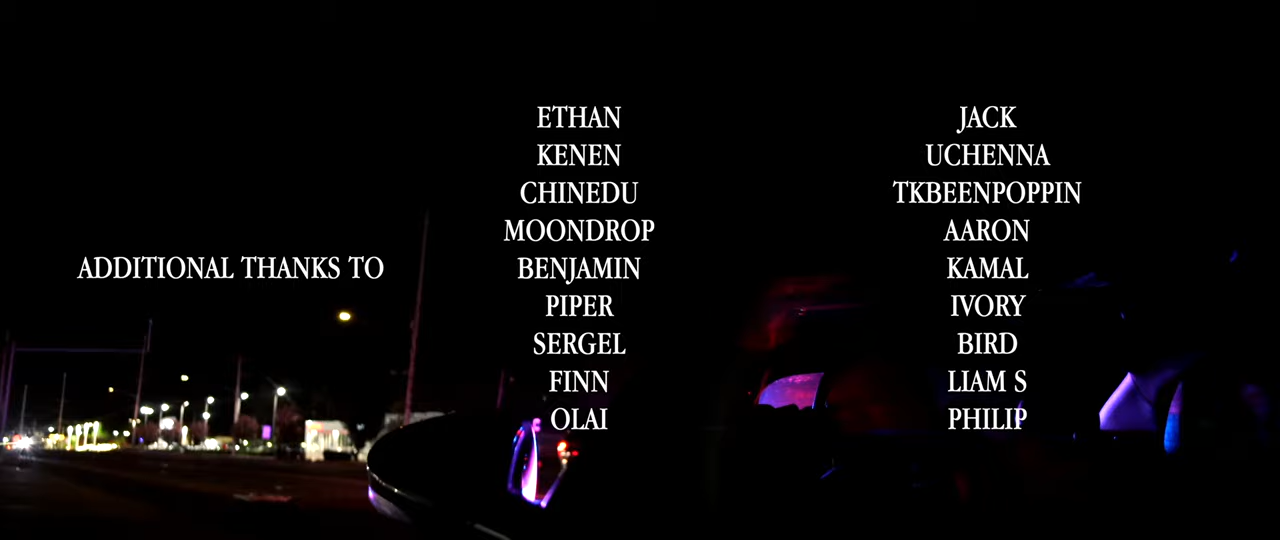 ADDITIONAL THANKS TO
ETHAN
KENEN
CHINEDU
MOONDROP
BENJAMIN
PIPER
SERGEL
FINN
OLAI
JACK
UCHENNA
TKBEENPOPPIN
AARON
KAMAL
IVORY
BIRD
LIAM S
PHILIP